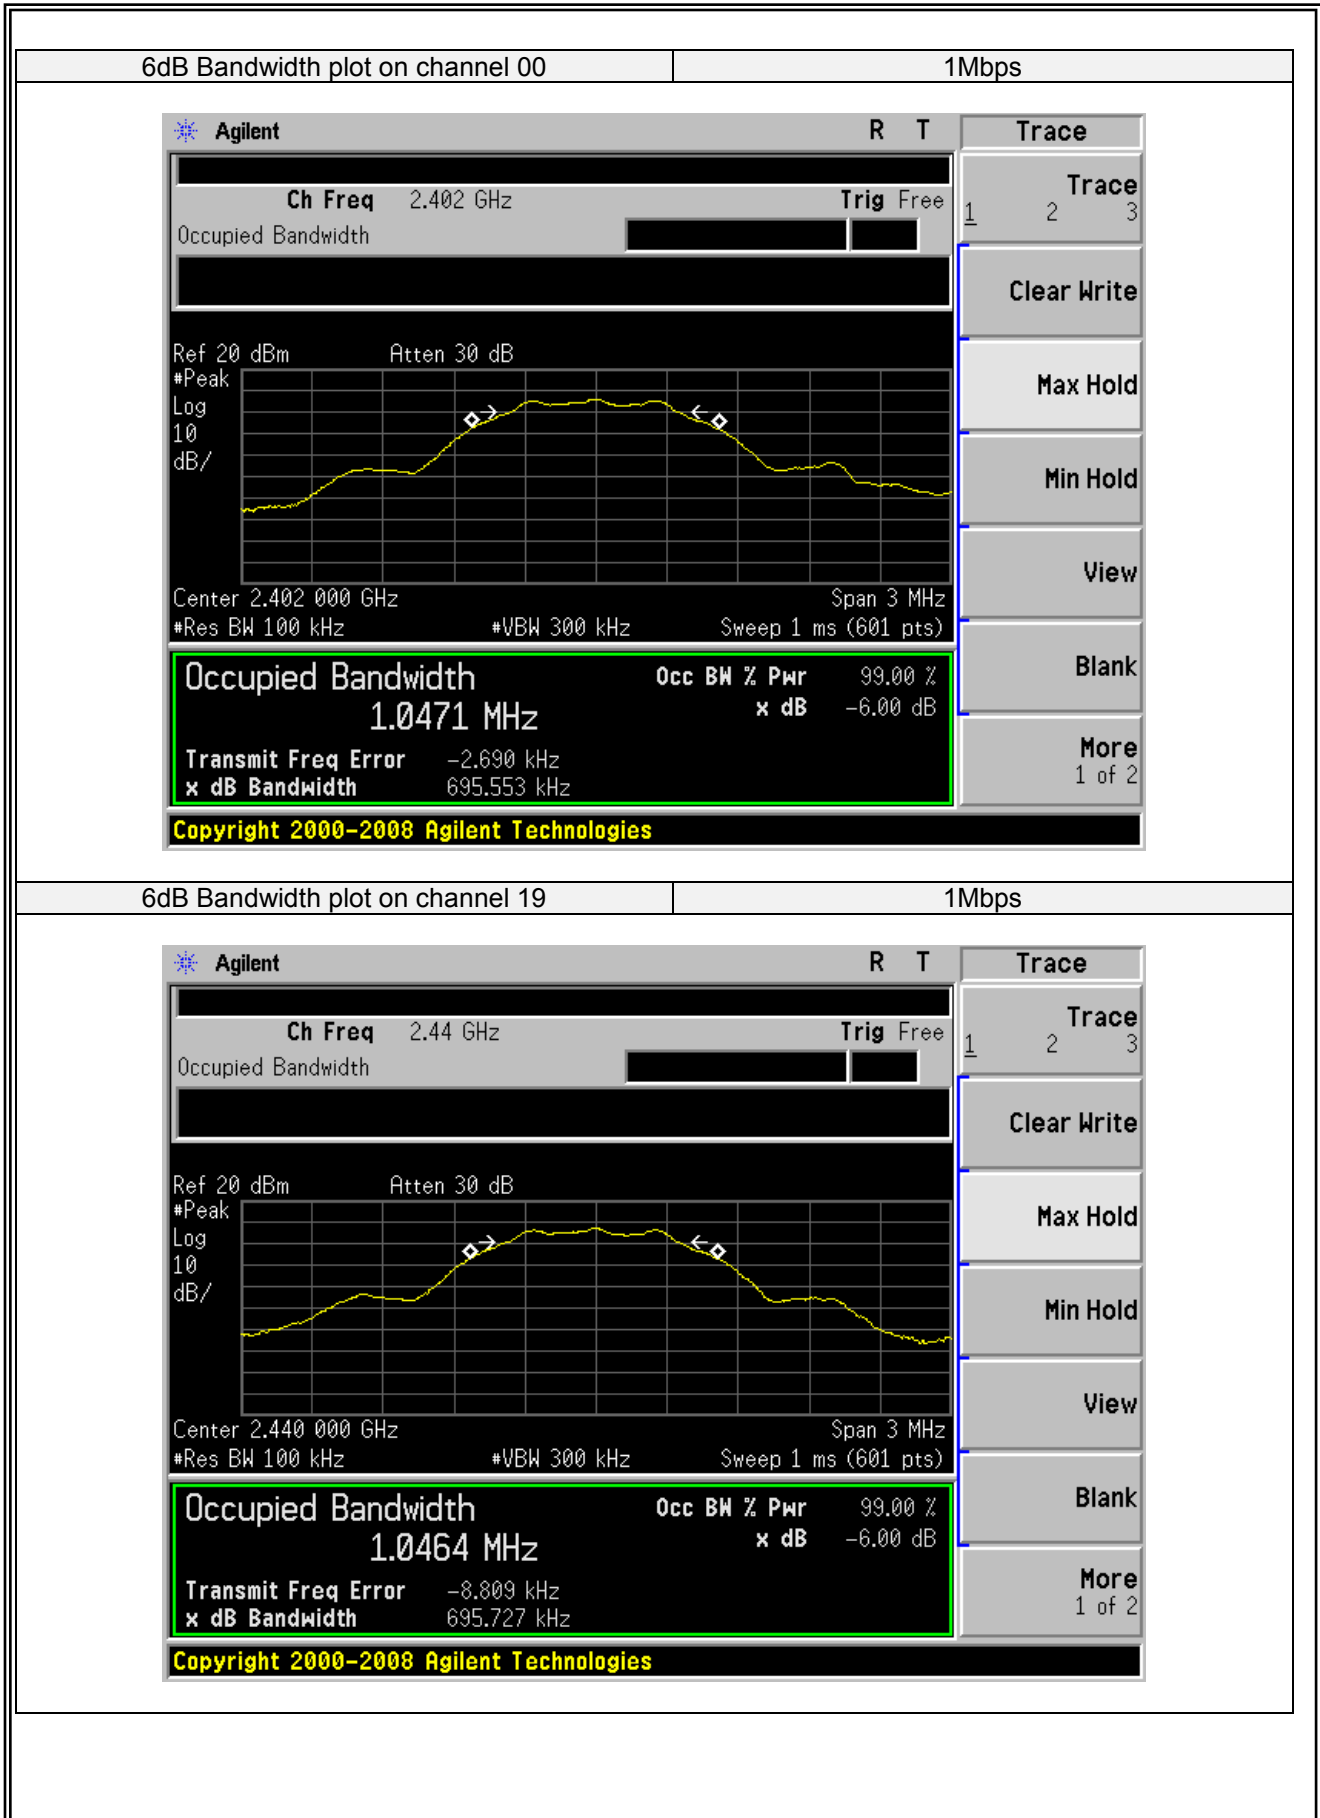 6dB Bandwidth plot on channel 00 1Mbps
Agilent R T Trace
Ch Freq 2.402 GHz Trig Free
Occupied Bandwidth
Trace
1 2 3
Clear Write
Max Hold
Min Hold
View
Blank
More
1 of 2
Ref 20 dBm Atten 30 dB
#Peak
Log
10
dB/
Center 2.402 000 GHz Span 3 MHz
#Res BW 100 kHz #VBW 300 kHz Sweep 1 ms (601 pts)
Occupied Bandwidth Occ BW % Pwr 99.00 %
1.0471 MHz x dB -6.00 dB
Transmit Freq Error -2.690 kHz
x dB Bandwidth 695.553 kHz
Copyright 2000-2008 Agilent Technologies
6dB Bandwidth plot on channel 19 1Mbps
Agilent R T Trace
Ch Freq 2.44 GHz Trig Free
Occupied Bandwidth
Trace
1 2 3
Clear Write
Max Hold
Min Hold
View
Blank
More
1 of 2
Ref 20 dBm Atten 30 dB
#Peak
Log
10
dB/
Center 2.440 000 GHz Span 3 MHz
#Res BW 100 kHz #VBW 300 kHz Sweep 1 ms (601 pts)
Occupied Bandwidth Occ BW % Pwr 99.00 %
1.0464 MHz x dB -6.00 dB
Transmit Freq Error -8.809 kHz
x dB Bandwidth 695.727 kHz
Copyright 2000-2008 Agilent Technologies